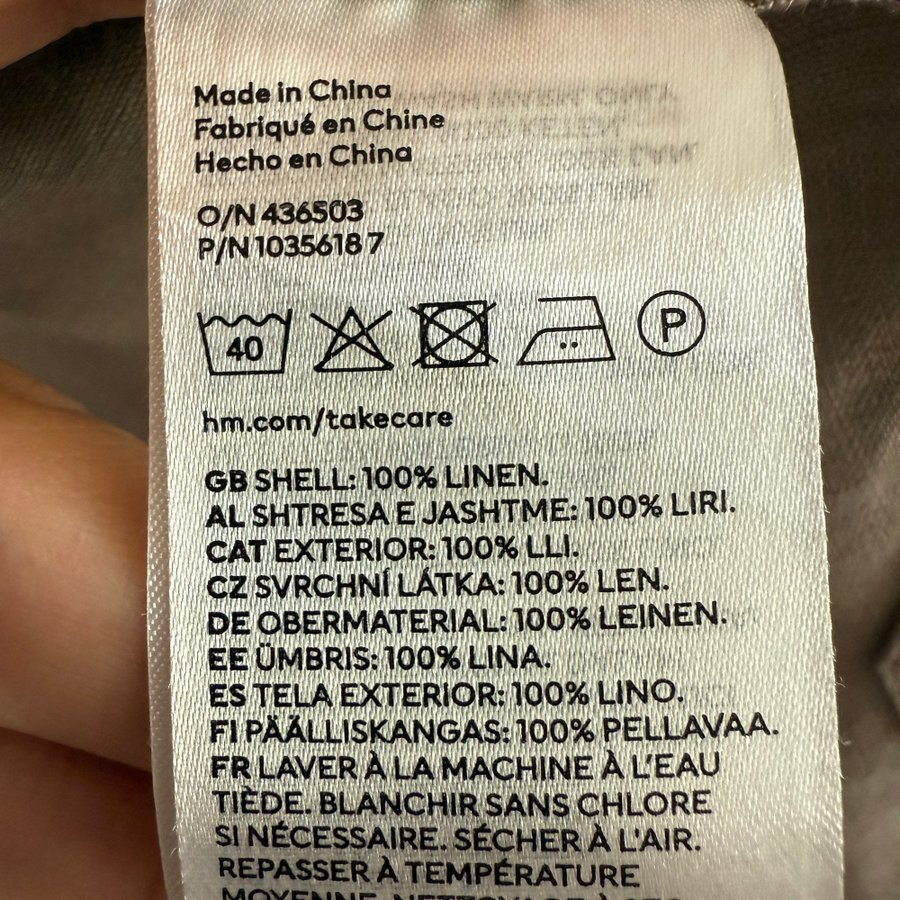 Made in China
Fabriqué en Chine
Hecho en China
O/N 436503
P/N 10356187
40
P
hm.com/takecare
GB SHELL: 100% LINEN.
AL SHTRESA E JASHTME: 100% LIRI.
CAT EXTERIOR: 100% LLI.
CZ SVRCHNÍ LÁTKA: 100% LEN.
DE OBERMATERIAL: 100% LEINEN.
EE ÜMBRIS: 100% LINA.
ES TELA EXTERIOR: 100% LINO.
FI PÄÄLLISKANGAS: 100% PELLAVAA.
FR LAVER À LA MACHINE À L'EAU
TIÈDE. BLANCHIR SANS CHLORE
SI NÉCESSAIRE. SÉCHER À L'AIR.
REPASSER À TEMPÉRATURE
MOYENNE. NETTOYAGE À SEC